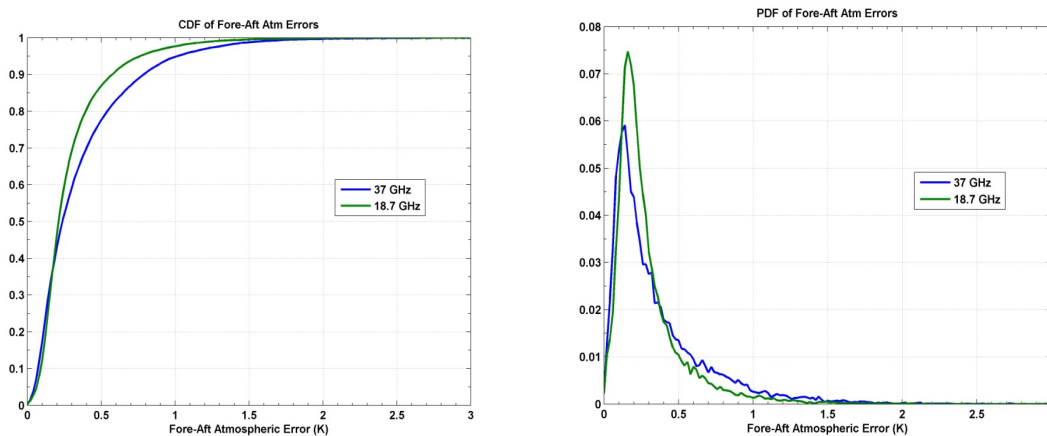 CDF of Fore-Aft Atm Errors
1
0.9
0.8
0.7
0.6
0.5
0.4
0.3
0.2
0.1
0
0 0.5 1 1.5 2 2.5 3
Fore-Aft Atmospheric Error (K)
37 GHz
18.7 GHz
PDF of Fore-Aft Atm Errors
0.08
0.07
0.06
0.05
0.04
0.03
0.02
0.01
0
0 0.5 1 1.5 2 2.5
Fore-Aft Atmospheric Error (K)
37 GHz
18.7 GHz